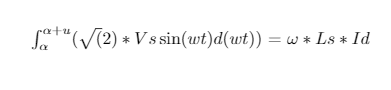 ∫_α^{α+u}(√(2) * Vs sin(wt)d(wt)) = ω * Ls * Id